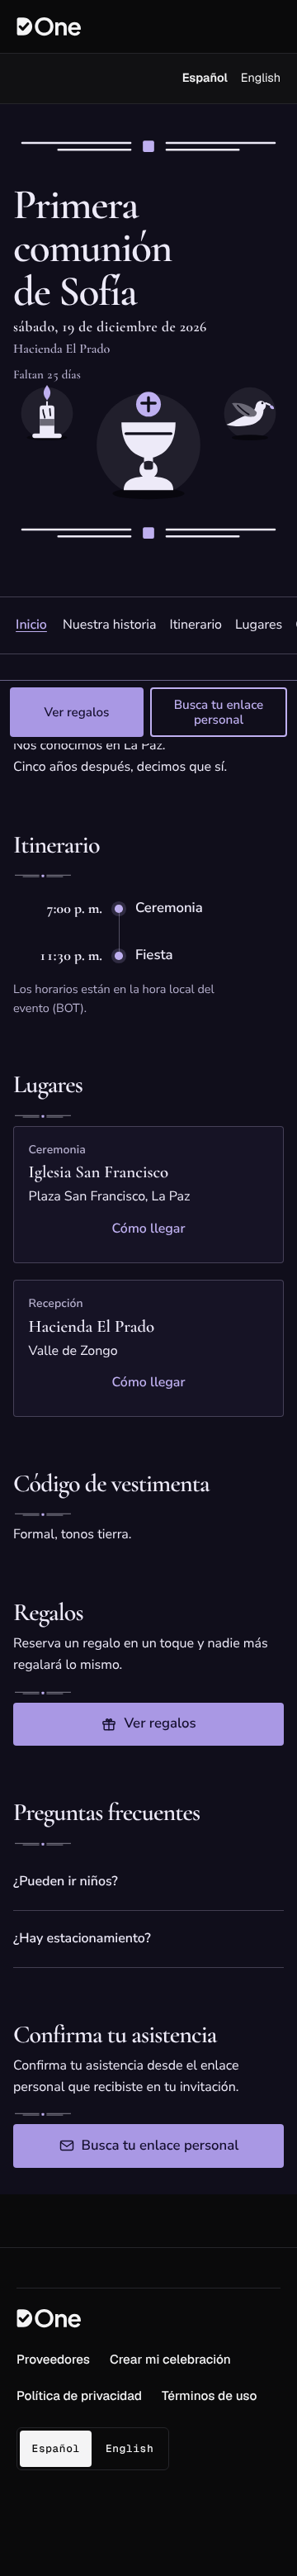 DOne
Español English
Primera
comunión
de Sofía
sábado, 19 de diciembre de 2026
Hacienda El Prado
Faltan 25 días
Inicio Nuestra historia Itinerario Lugares
Ver regalos
Busca tu enlace
personal
Nos conocimos en La Paz.
Cinco años después, decimos que sí.
Itinerario
7:00 p. m. Ceremonia
11:30 p. m. Fiesta
Los horarios están en la hora local del
evento (BOT).
Lugares
Ceremonia
Iglesia San Francisco
Plaza San Francisco, La Paz
Cómo llegar
Recepción
Hacienda El Prado
Valle de Zongo
Cómo llegar
Código de vestimenta
Formal, tonos tierra.
Regalos
Reserva un regalo en un toque y nadie más
regalará lo mismo.
Ver regalos
Preguntas frecuentes
¿Pueden ir niños?
¿Hay estacionamiento?
Confirma tu asistencia
Confirma tu asistencia desde el enlace
personal que recibiste en tu invitación.
Busca tu enlace personal
DOne
Proveedores Crear mi celebración
Política de privacidad Términos de uso
Español English